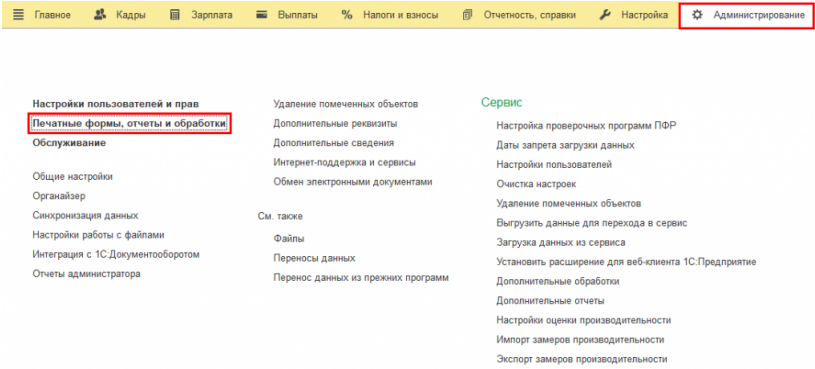 Главное Кадры Зарплата Выплаты % Налоги и взносы Отчетность, справки Настройка Администрирование
Настройки пользователей и прав
Печатные формы, отчеты и обработки
Обслуживание
Общие настройки
Органайзер
Синхронизация данных
Настройки работы с файлами
Интеграция с 1С:Документооборотом
Отчеты администратора
Удаление помеченных объектов
Дополнительные реквизиты
Дополнительные сведения
Интернет-поддержка и сервисы
Обмен электронными документами
См. также
Файлы
Переносы данных
Перенос данных из прежних программ
Сервис
Настройка проверочных программ ПФР
Даты запрета загрузки данных
Настройки пользователей
Очистка настроек
Удаление помеченных объектов
Выгрузить данные для перехода в сервис
Загрузка данных из сервиса
Установить расширение для веб-клиента 1С:Предприятие
Дополнительные обработки
Дополнительные отчеты
Настройки оценки производительности
Импорт замеров производительности
Экспорт замеров производительности